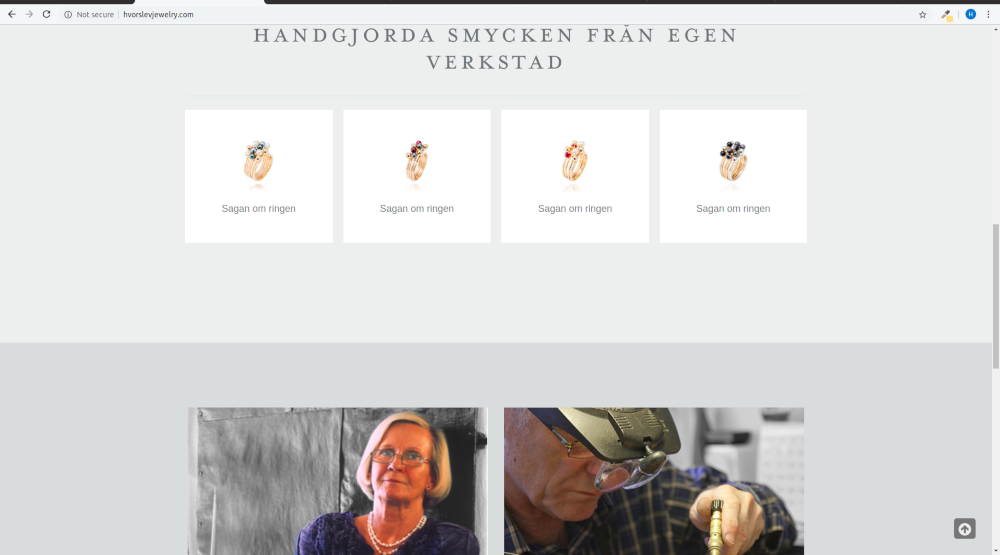 Not secure
hvorslevjewelry.com
H
HANDGJORDA SMYCKEN FRÅN EGEN
VERKSTAD
Sagan om ringen
Sagan om ringen
Sagan om ringen
Sagan om ringen